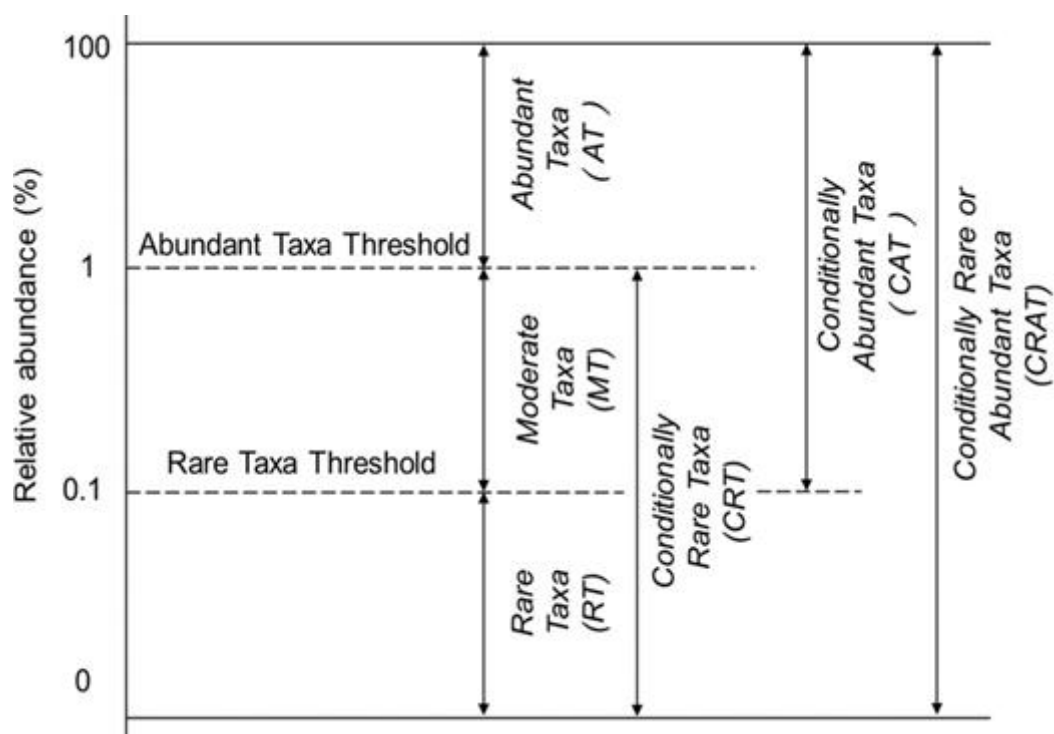 100
Abundant
Taxa
( AT )
Abundant Taxa Threshold
1
Moderate
Taxa
(MT)
Rare Taxa Threshold
0.1
Rare
Taxa
(RT)
0
Relative abundance (%)
Conditionally
Rare Taxa
(CRT)
Conditionally
Abundant Taxa
( CAT )
Conditionally Rare or
Abundant Taxa
(CRAT)